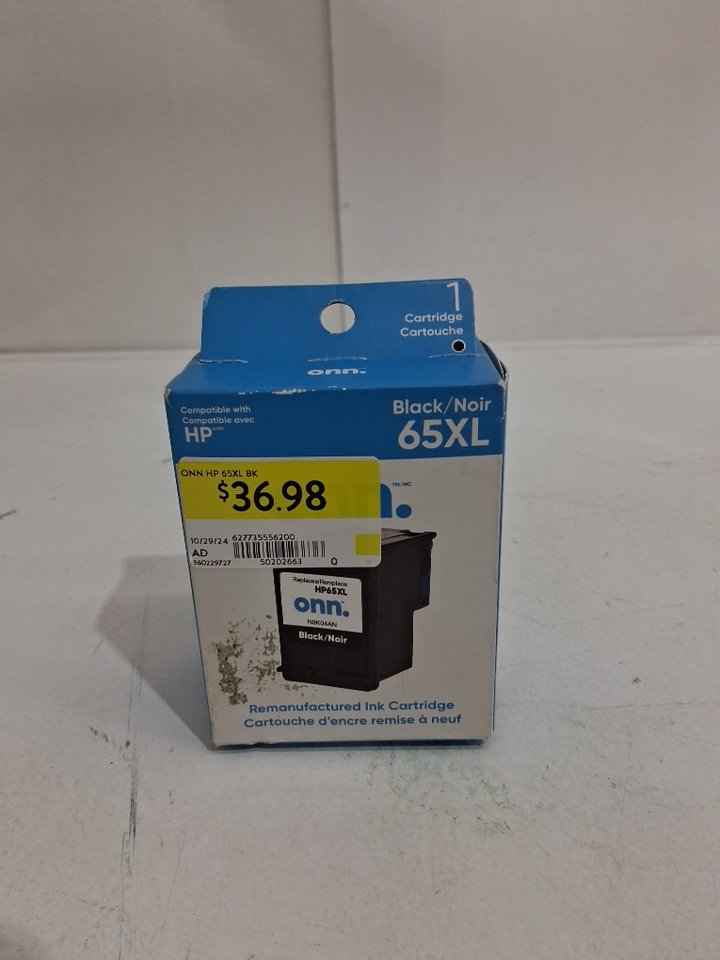 1
Cartridge
Cartouche
onn.
Compatible with
Compatible avec
HP
Black/Noir
65XL
ONN HP 65XL BK
$36.98
10/29/24 627735556200
AD
360229727 50202663 0
n. TM/MC
Replaces/Remplace
HP65XL
onn.
N9K04AN
Black/Noir
Remanufactured Ink Cartridge
Cartouche d'encre remise à neuf